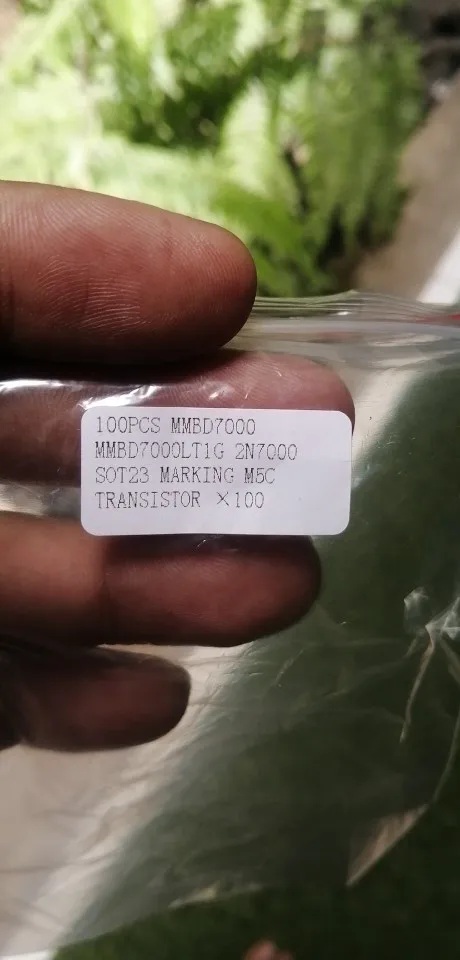 100PCS MMBD7000
MMBD7000LT1G 2N7000
SOT23 MARKING M5C
TRANSISTOR ×100